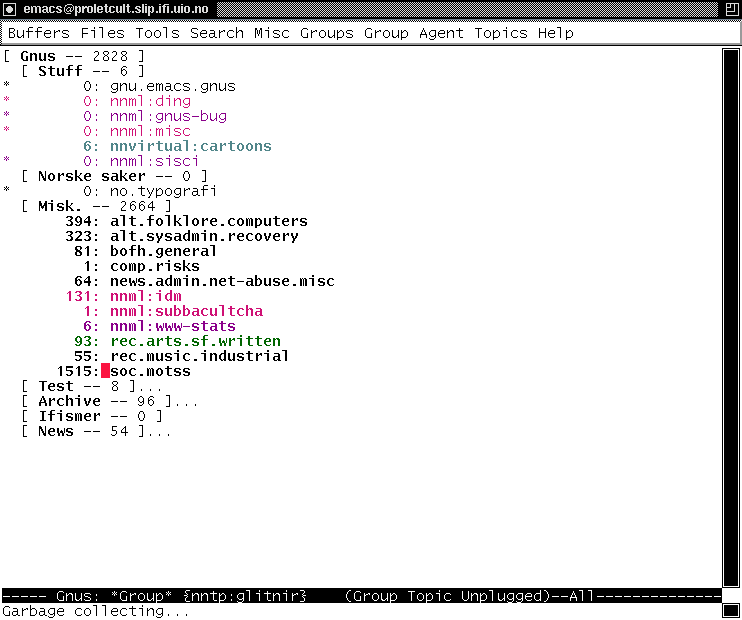 emacs@proletcult.slip.ifi.uio.no
Buffers Files Tools Search Misc Groups Group Agent Topics Help
[ Gnus -- 2828 ]
  [ Stuff -- 6 ]
*        0: gnu.emacs.gnus
*        0: nnml:ding
*        0: nnml:gnus-bug
*        0: nnml:misc
         6: nnvirtual:cartoons
*        0: nnml:sisci
  [ Norske saker -- 0 ]
*        0: no.typografi
  [ Misk. -- 2664 ]
       394: alt.folklore.computers
       323: alt.sysadmin.recovery
        81: bofh.general
         1: comp.risks
        64: news.admin.net-abuse.misc
       131: nnml:idm
         1: nnml:subbacultcha
         6: nnml:www-stats
        93: rec.arts.sf.written
        55: rec.music.industrial
      1515: soc.motss
  [ Test -- 8 ]...
  [ Archive -- 96 ]...
  [ Ifismer -- 0 ]
  [ News -- 54 ]...
----- Gnus: *Group* {nntp:glitnir}    (Group Topic Unplugged)--All--------------
Garbage collecting...